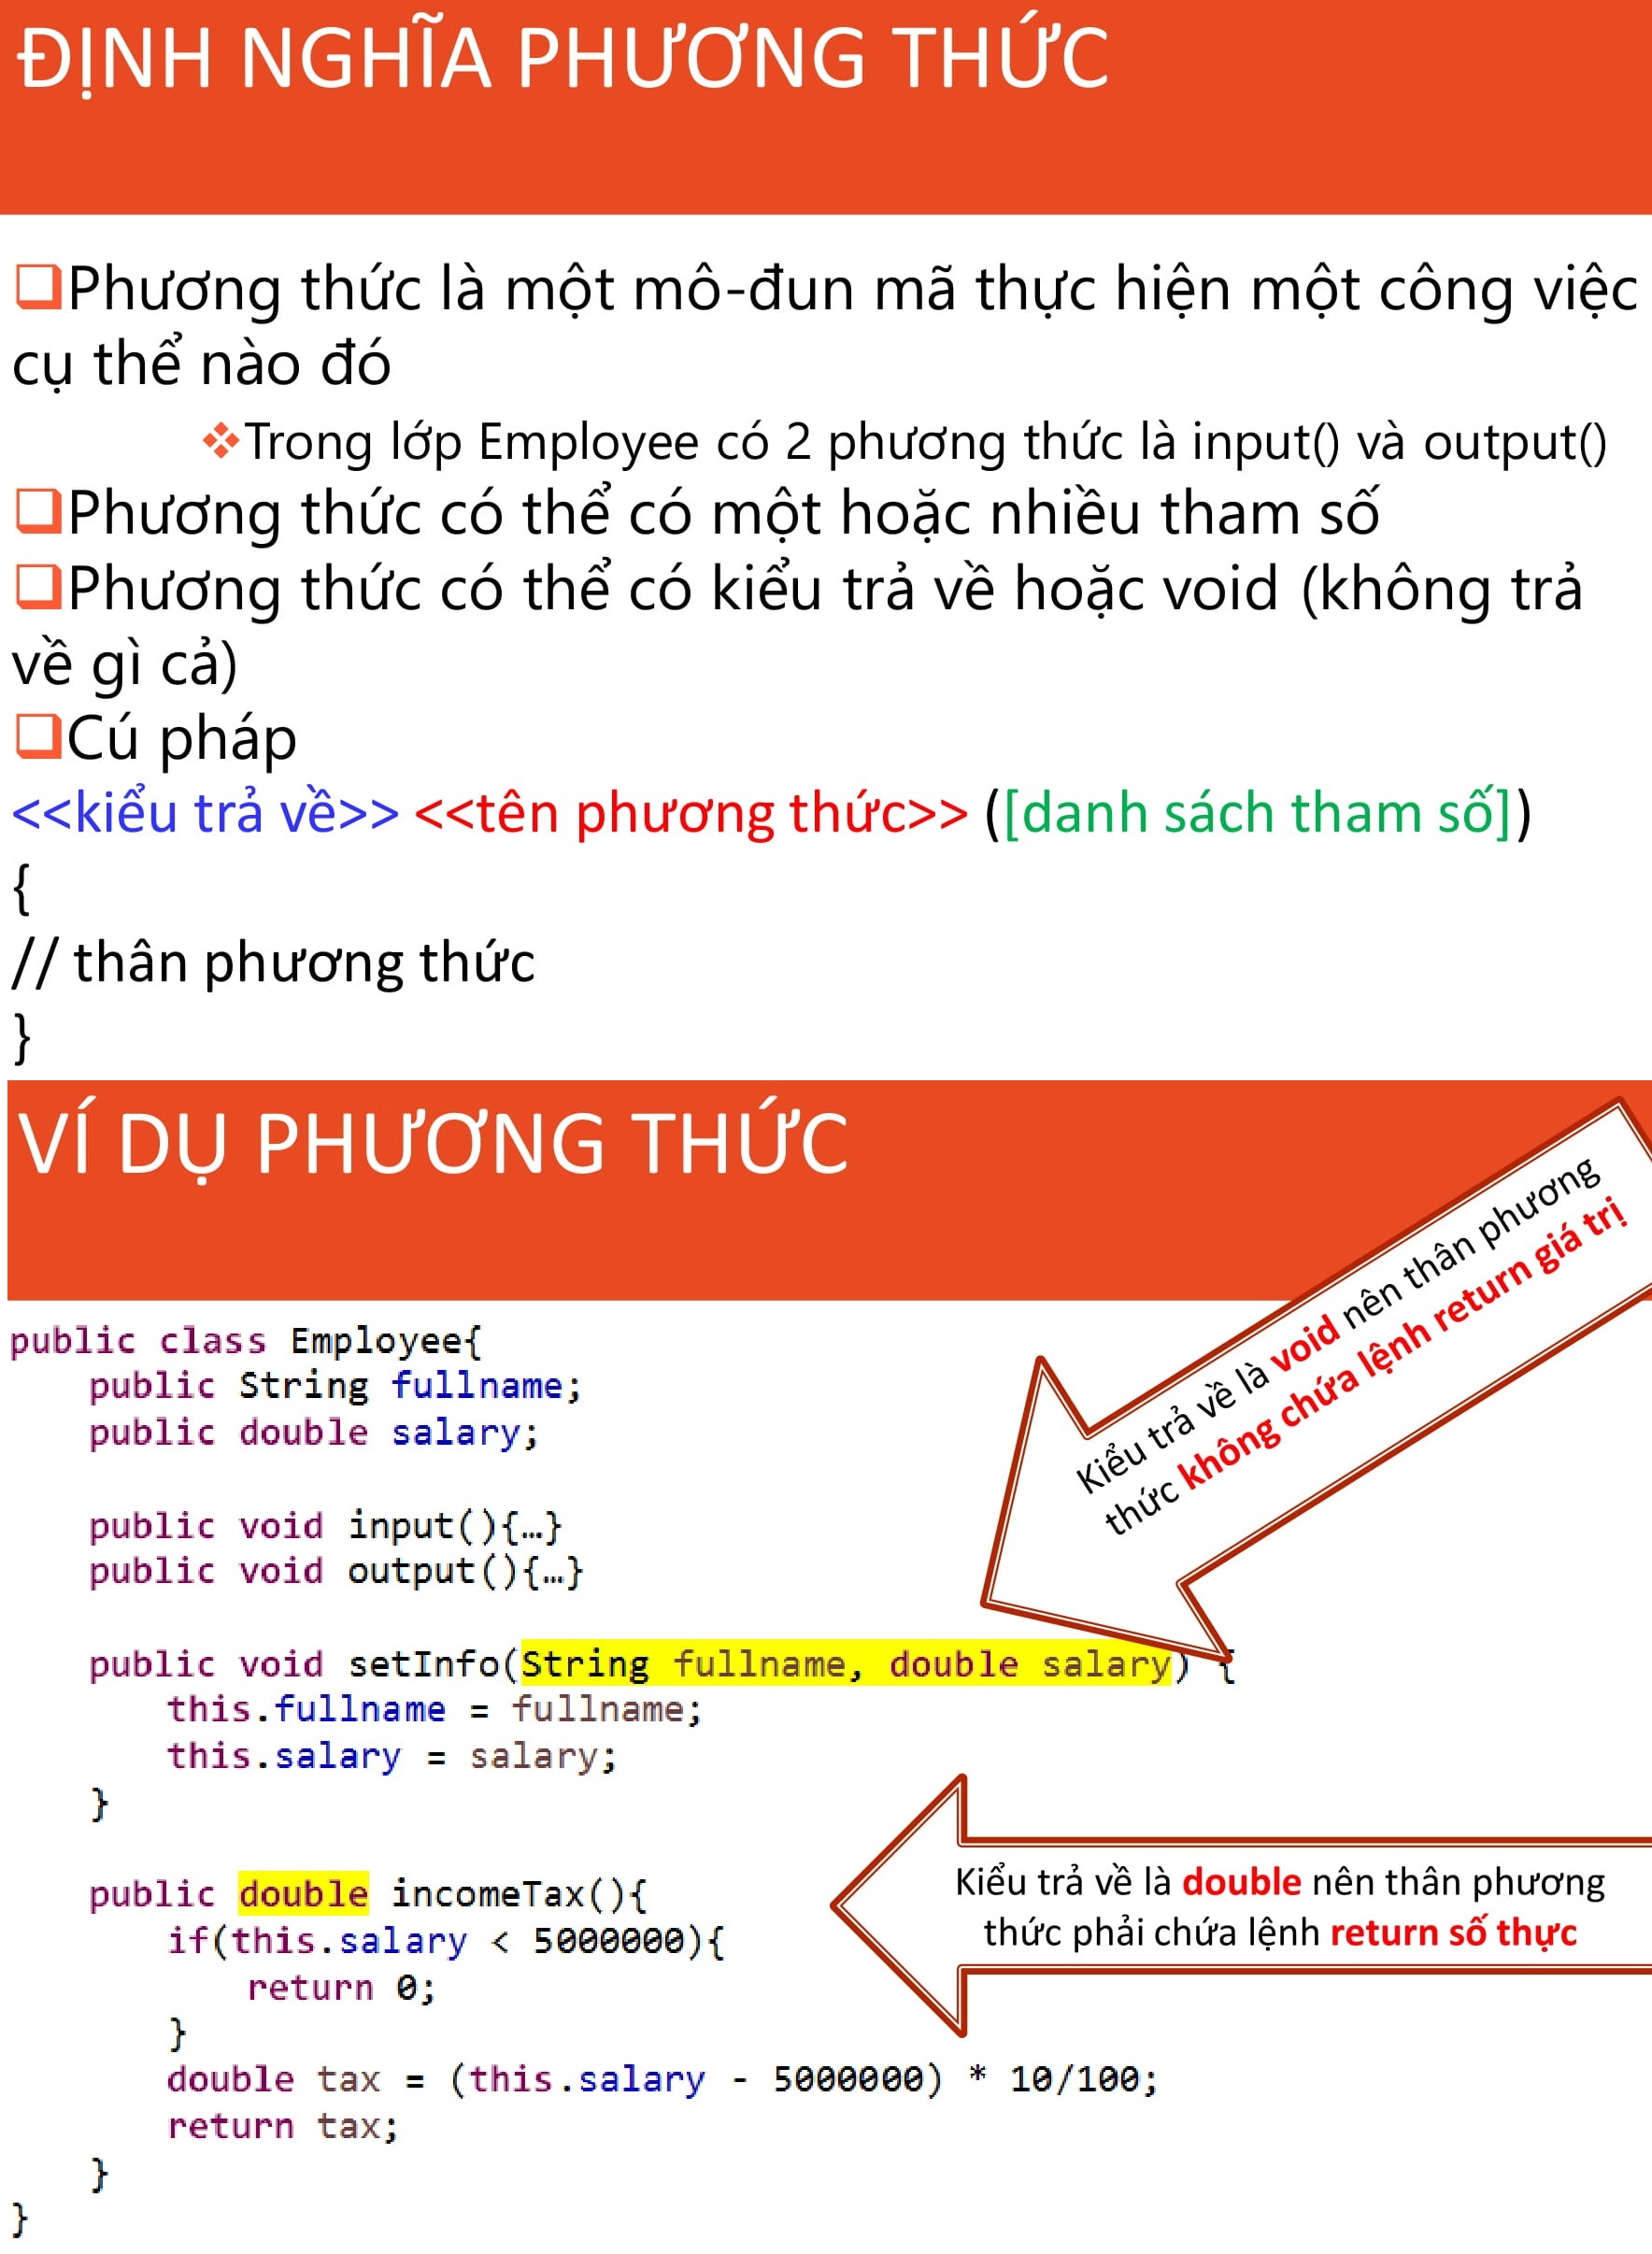 ĐỊNH NGHĨA PHƯƠNG THỨC
❑Phương thức là một mô-đun mã thực hiện một công việc
cụ thể nào đó
❖Trong lớp Employee có 2 phương thức là input() và output()
❑Phương thức có thể có một hoặc nhiều tham số
❑Phương thức có thể có kiểu trả về hoặc void (không trả
về gì cả)
❑Cú pháp
<<kiểu trả về>> <<tên phương thức>> ([danh sách tham số])
{
// thân phương thức
}
VÍ DỤ PHƯƠNG THỨC
Kiểu trả về là void nên thân phương
thức không chứa lệnh return giá trị
public class Employee{
public String fullname;
public double salary;
public void input(){…}
public void output(){…}
public void setInfo(String fullname, double salary) {
this.fullname = fullname;
this.salary = salary;
}
public double incomeTax(){
if(this.salary < 5000000){
return 0;
}
double tax = (this.salary - 5000000) * 10/100;
return tax;
}
}
Kiểu trả về là double nên thân phương
thức phải chứa lệnh return số thực